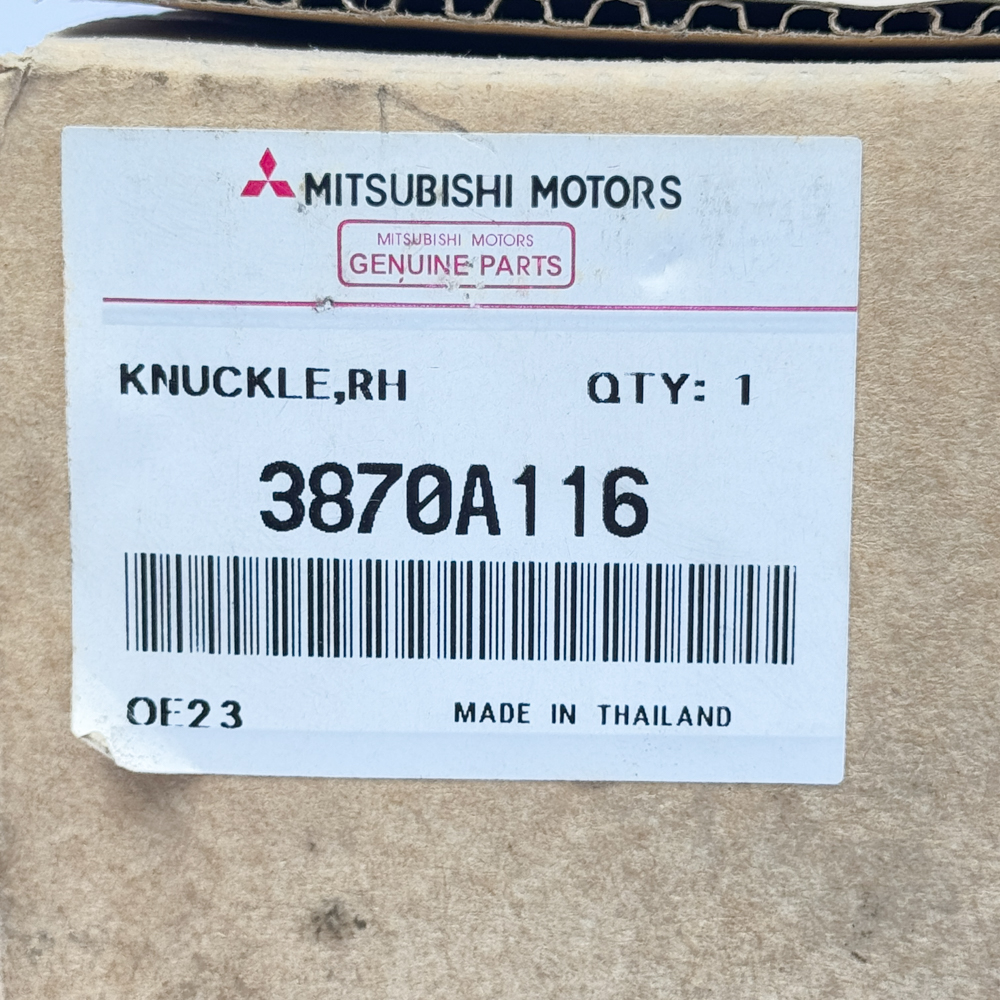 MITSUBISHI MOTORS
MITSUBISHI MOTORS
GENUINE PARTS
KNUCKLE,RH QTY: 1
3870A116
OE23 MADE IN THAILAND